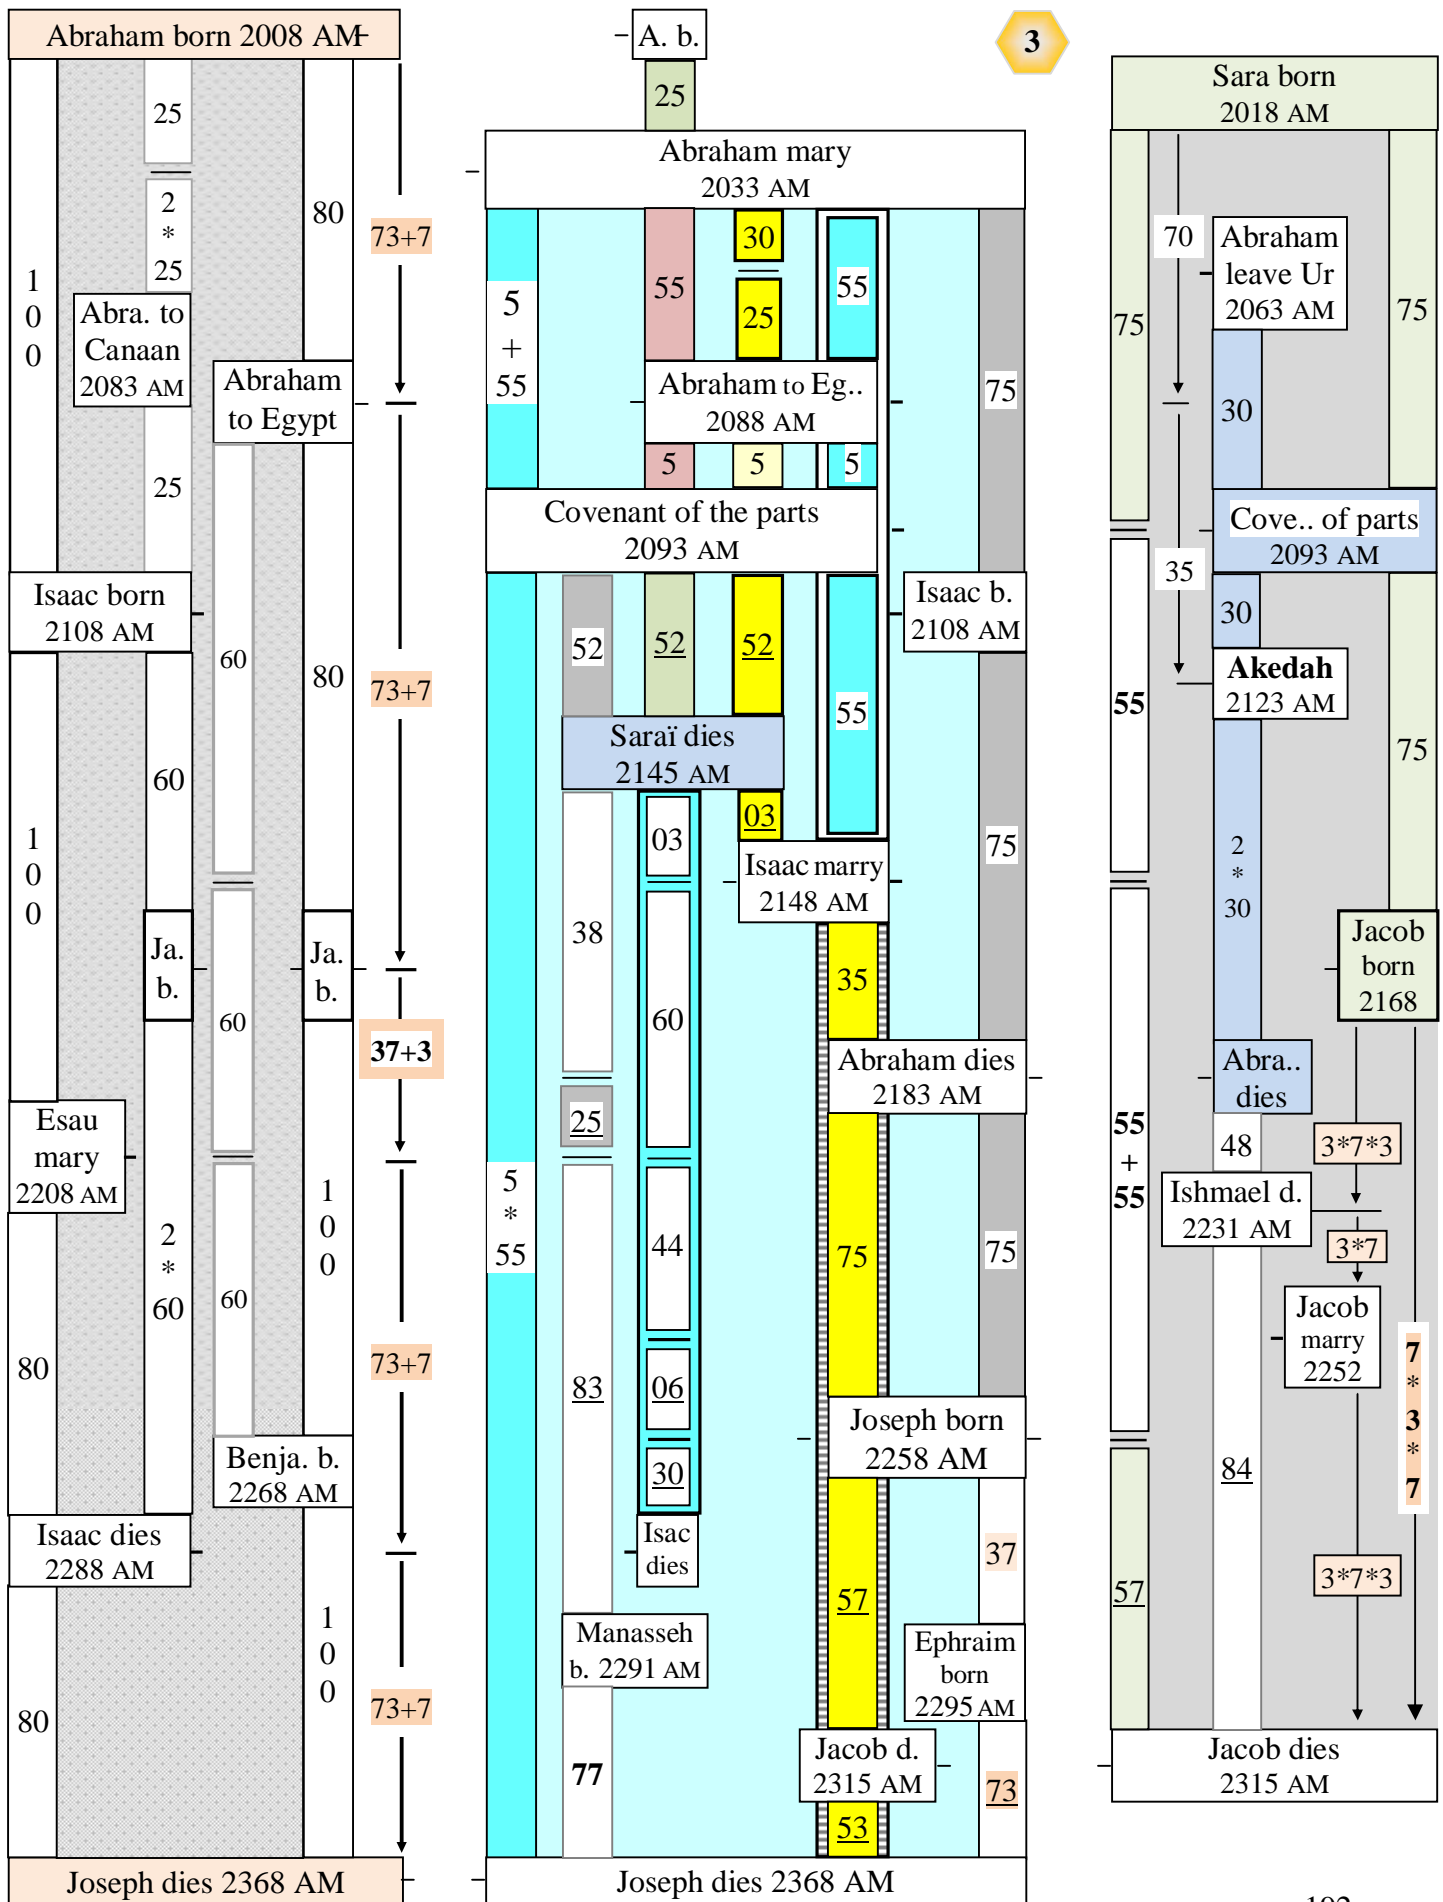 Abraham born 2008 AM
25
2
*
25
80
73+7
1
0
0
Abra. to
Canaan
2083 AM
Abraham
to Egypt
25
Isaac born
2108 AM
60
80
73+7
60
1
0
0
Ja.
b.
Ja.
b.
60
37+3
Esau
mary
2208 AM
2
*
60
1
0
0
60
80
73+7
Benja. b.
2268 AM
Isaac dies
2288 AM
1
0
0
80
73+7
Joseph dies 2368 AM
A. b.
3
25
Abraham mary
2033 AM
5
+
55
55
30
25
55
75
Abraham to Eg..
2088 AM
5
5
5
Covenant of the parts
2093 AM
52
52
52
55
Isaac b.
2108 AM
Saraï dies
2145 AM
03
03
75
Isaac marry
2148 AM
38
60
35
Abraham dies
2183 AM
25
5
*
55
44
75
75
83
06
30
Joseph born
2258 AM
Isac
dies
37
57
Manasseh
b. 2291 AM
Ephraim
born
2295 AM
77
Jacob d.
2315 AM
73
53
Joseph dies 2368 AM
Sara born
2018 AM
70
Abraham
leave Ur
2063 AM
75
75
30
Cove.. of parts
2093 AM
35
30
Akedah
2123 AM
55
75
2
*
30
Jacob
born
2168
Abra..
dies
55
+
55
48
3*7*3
Ishmael d.
2231 AM
3*7
Jacob
marry
2252
7
*
3
*
7
84
57
3*7*3
Jacob dies
2315 AM